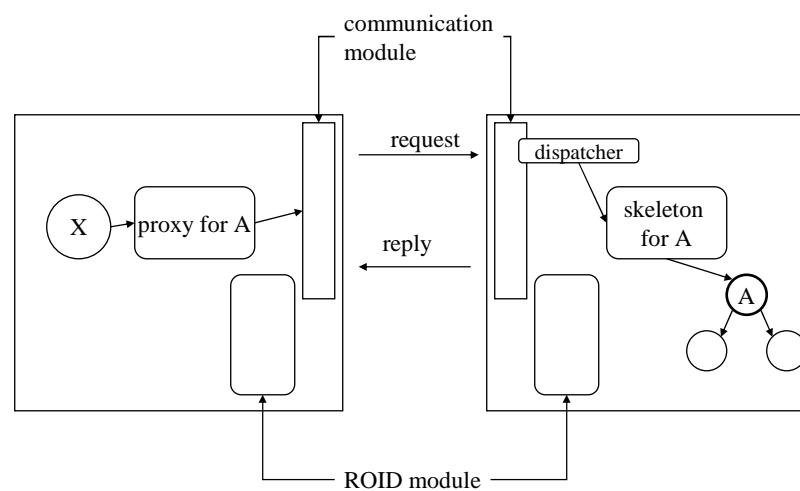 communication
module
request
dispatcher
X
proxy for A
skeleton
for A
reply
A
ROID module